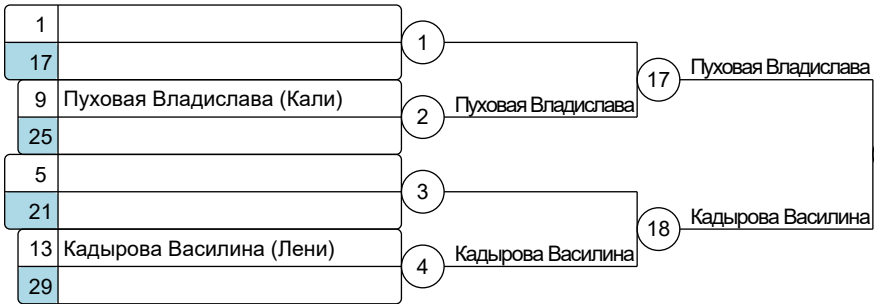 1
17
1
9 Пуховая Владислава (Кали)
25
2
Пуховая Владислава
17
Пуховая Владислава
5
21
3
13 Кадырова Василина (Лени)
29
4
Кадырова Василина
18
Кадырова Василина